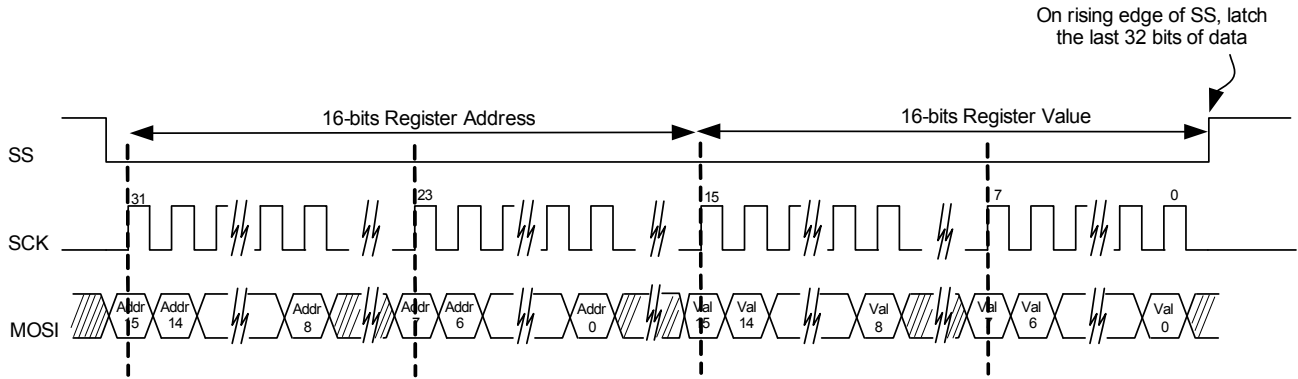 On rising edge of SS, latch
the last 32 bits of data
16-bits Register Address
16-bits Register Value
SS
31
23
15
7
0
SCK
Addr
15
Addr
14
Addr
8
Addr
7
Addr
6
Addr
0
Val
15
Val
14
Val
8
Val
7
Val
6
Val
0
MOSI